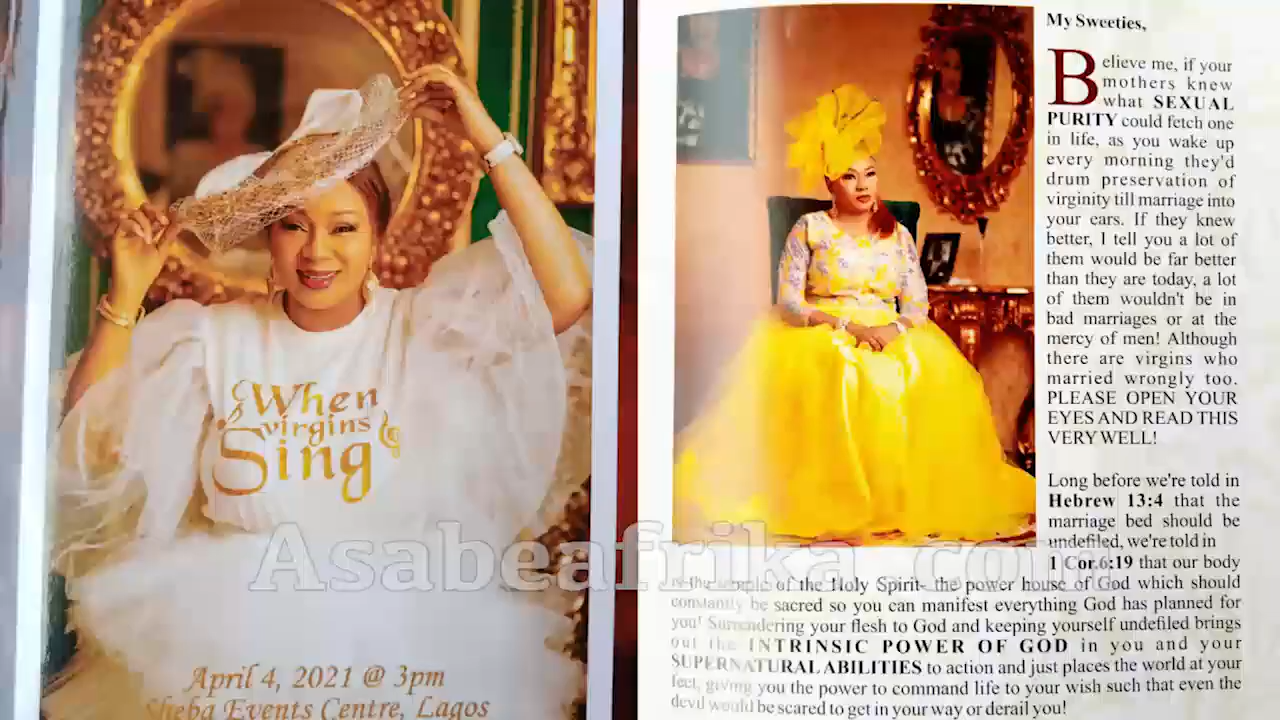 When
virgins
Sing
April 4, 2021 @ 3pm
Sheba Events Centre, Lagos
Asabeafrika.com
My Sweeties,
Believe me, if your
mothers knew
what SEXUAL
PURITY could fetch one
in life, as you wake up
every morning they'd
drum preservation of
virginity till marriage into
your ears. If they knew
better, I tell you a lot of
them would be far better
than they are today, a lot
of them wouldn't be in
bad marriages or at the
mercy of men! Although
there are virgins who
married wrongly too.
PLEASE OPEN YOUR
EYES AND READ THIS
VERY WELL!
Long before we're told in
Hebrew 13:4 that the
marriage bed should be
undefiled, we're told in
1 Cor.6:19 that our body
is the temple of the Holy Spirit- the power house of God which should
constantly be sacred so you can manifest everything God has planned for
you! Surrendering your flesh to God and keeping yourself undefiled brings
out the INTRINSIC POWER OF GOD in you and your
SUPERNATURAL ABILITIES to action and just places the world at your
feet, giving you the power to command life to your wish such that even the
devil would be scared to get in your way or derail you!